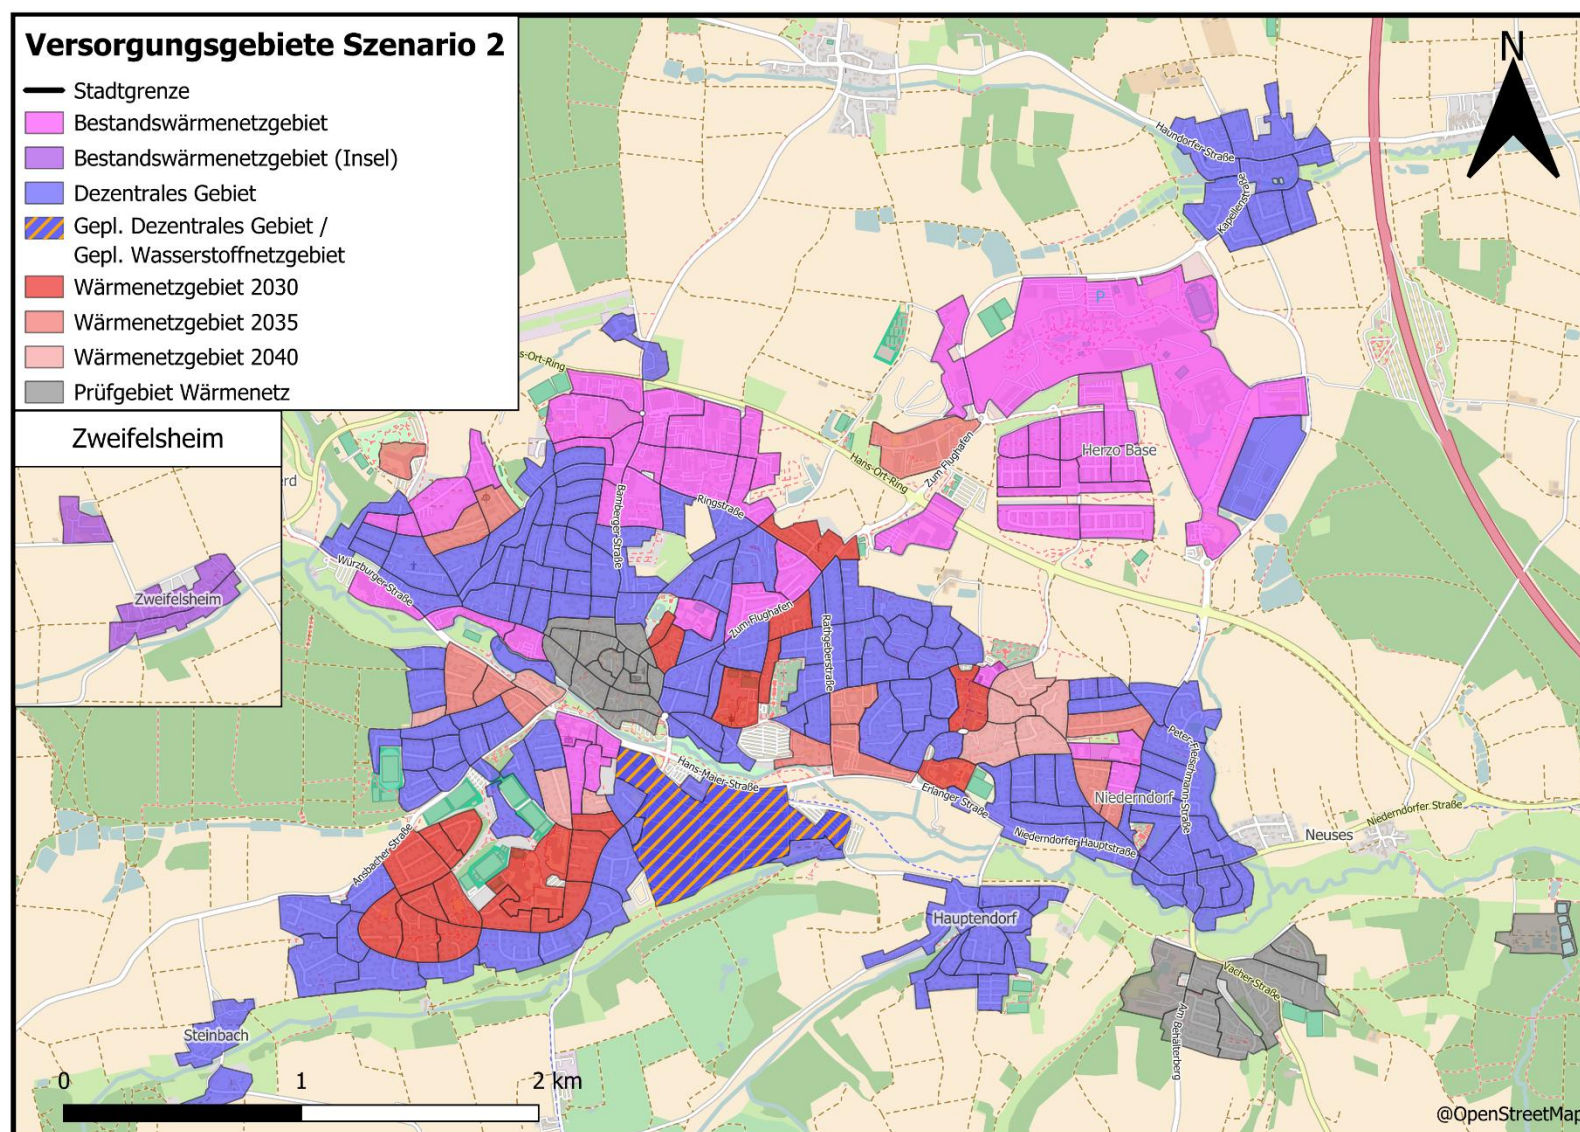 Versorgungsgebiete Szenario 2
Stadtgrenze
Bestandswärmenetzgebiet
Bestandswärmenetzgebiet (Insel)
Dezentrales Gebiet
Gepl. Dezentrales Gebiet /
Gepl. Wasserstoffnetzgebiet
Wärmenetzgebiet 2030
Wärmenetzgebiet 2035
Wärmenetzgebiet 2040
Prüfgebiet Wärmenetz
N
Haundorfer Straße
Kapellenstraße
P
s-Ort-Ring
Zweifelsheim
Zweifelsheim
erd
Herzo Base
Zum Flughafen
Hans-Ort-Ring
Ringstraße
Bamberger Straße
Würzburger Straße
Zum Flughafen
Rathgeberstraße
Peter-Fleischmann-Straße
Hans-Maier-Straße
Erlanger Straße
Niederndorf
Niederndorfer Straße
Neuses
Niederndorfer Hauptstraße
Ansbacher Straße
Hauptendorf
Vacher Straße
Am Behälterberg
Steinbach
0 1 2 km
@OpenStreetMap